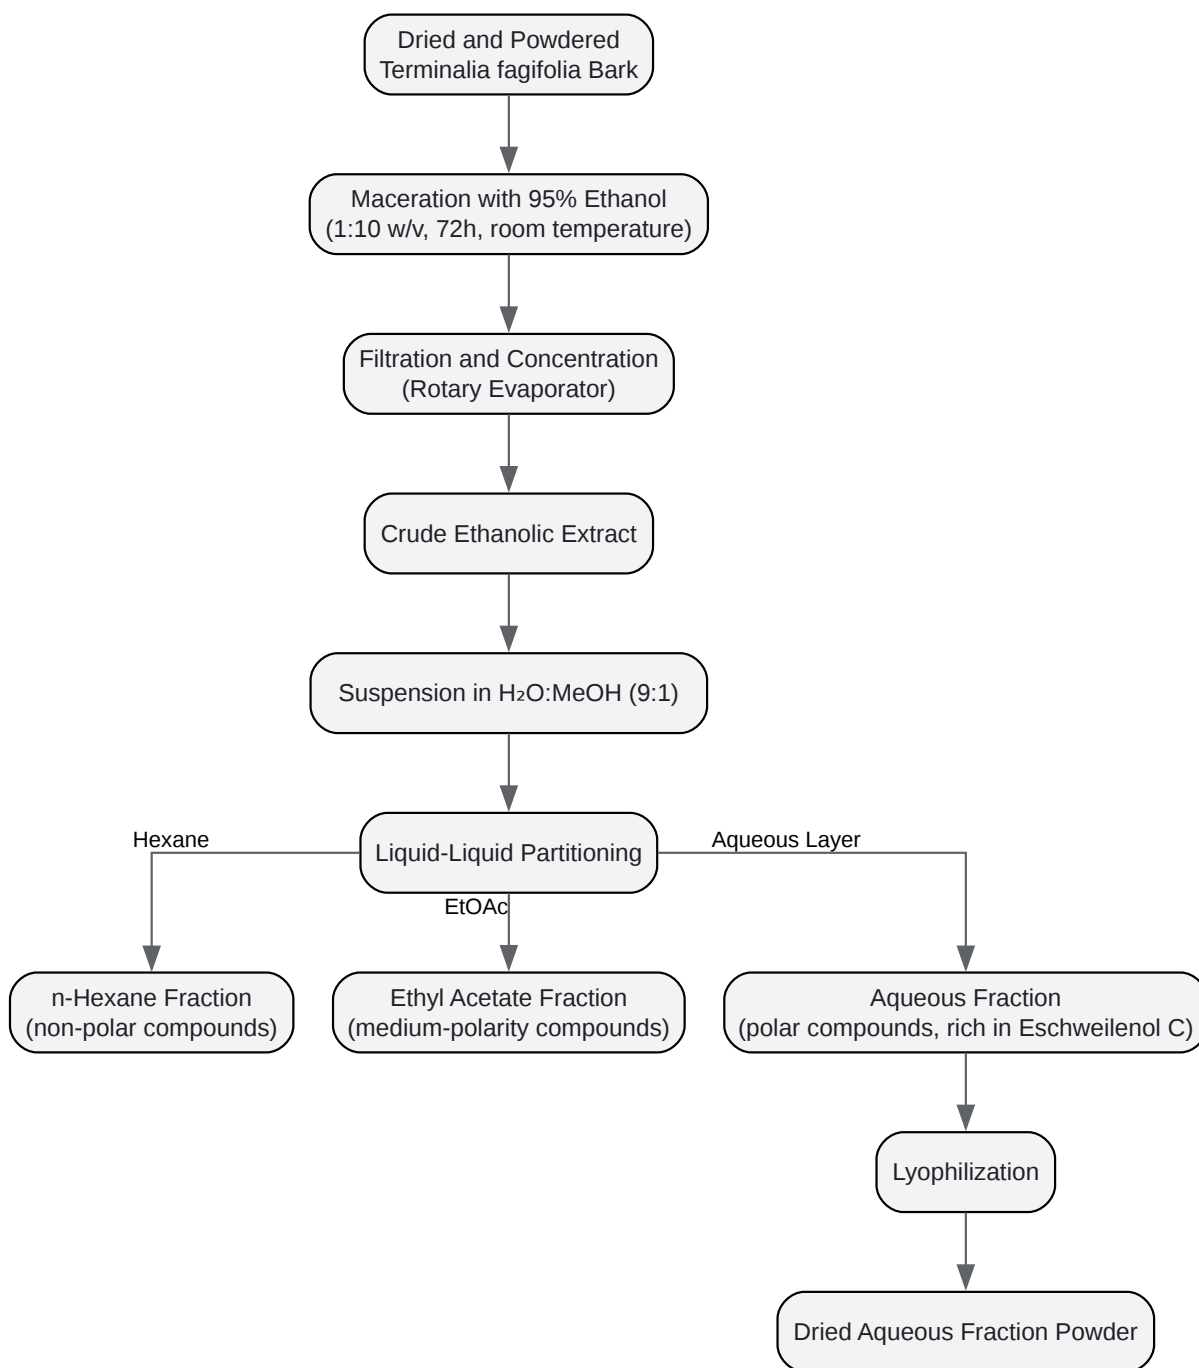 Dried and Powdered
Terminalia fagifolia Bark
Maceration with 95% Ethanol
(1:10 w/v, 72h, room temperature)
Filtration and Concentration
(Rotary Evaporator)
Crude Ethanolic Extract
Suspension in H₂O:MeOH (9:1)
Liquid-Liquid Partitioning
Hexane
EtOAc
Aqueous Layer
n-Hexane Fraction
(non-polar compounds)
Ethyl Acetate Fraction
(medium-polarity compounds)
Aqueous Fraction
(polar compounds, rich in Eschweilenol C)
Lyophilization
Dried Aqueous Fraction Powder